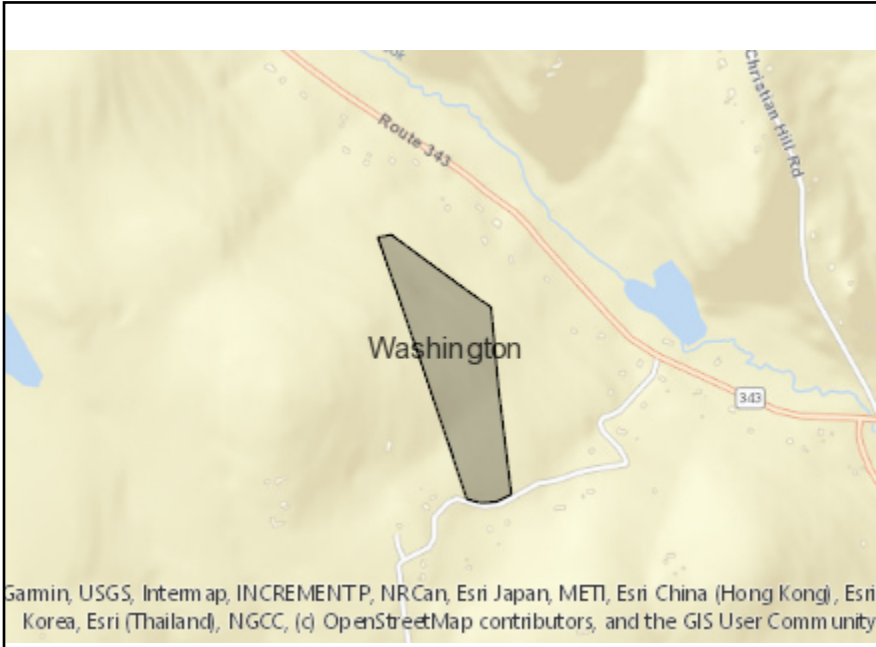 Route 343
Christian Hill Rd
Washington
343
Garmin, USGS, Intermap, INCREMENT P, NRCan, Esri Japan, METI, Esri China (Hong Kong), Esri
Korea, Esri (Thailand), NGCC, (c) OpenStreetMap contributors, and the GIS User Community